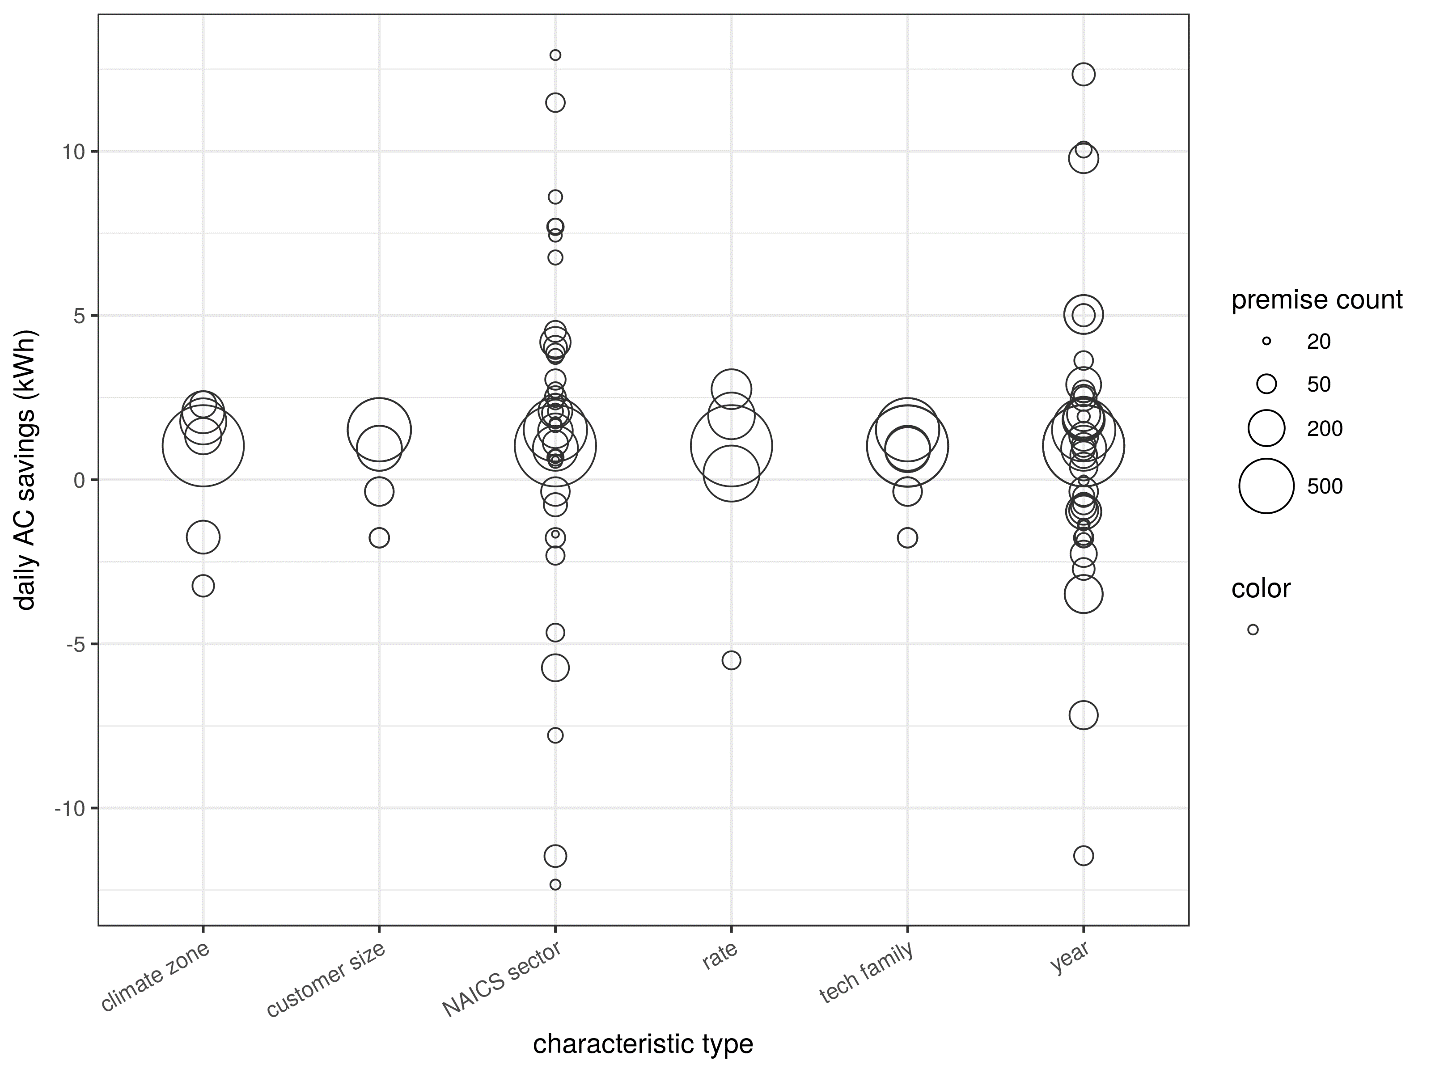 daily AC savings (kWh)
10
5
0
-5
-10
climate zone
customer size
NAICS sector
rate
tech family
year
characteristic type
premise count
20
50
200
500
color